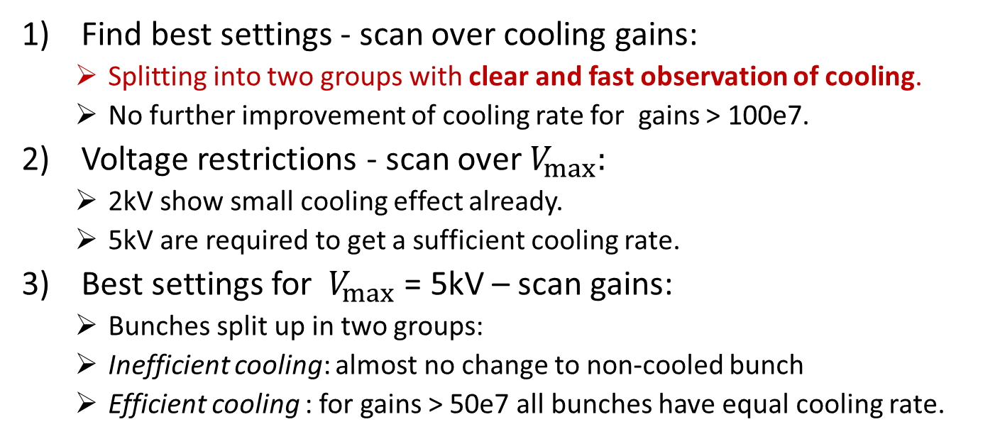 1) Find best settings - scan over cooling gains:
➢ Splitting into two groups with clear and fast observation of cooling.
➢ No further improvement of cooling rate for gains > 100e7.
2) Voltage restrictions - scan over Vmax:
➢ 2kV show small cooling effect already.
➢ 5kV are required to get a sufficient cooling rate.
3) Best settings for Vmax = 5kV – scan gains:
➢ Bunches split up in two groups:
➢ Inefficient cooling: almost no change to non-cooled bunch
➢ Efficient cooling : for gains > 50e7 all bunches have equal cooling rate.